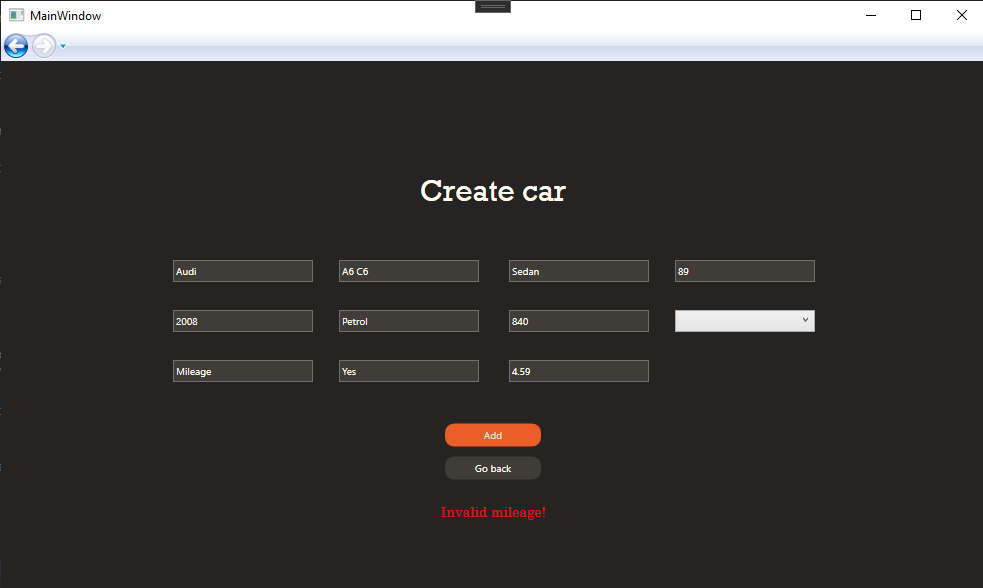 MainWindow
Create car
Audi A6 C6 Sedan 89
2008 Petrol 840
Mileage Yes 4.59
Add
Go back
Invalid mileage!